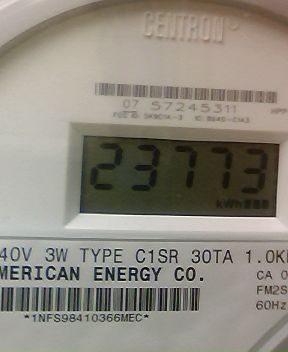 CENTRON®
07 57245311
23773
kWh
40V 3W TYPE C1SR 30TA 1.0K
MERICAN ENERGY CO.
CA 0
FM2S
60Hz
*1NFS98410366MEC*